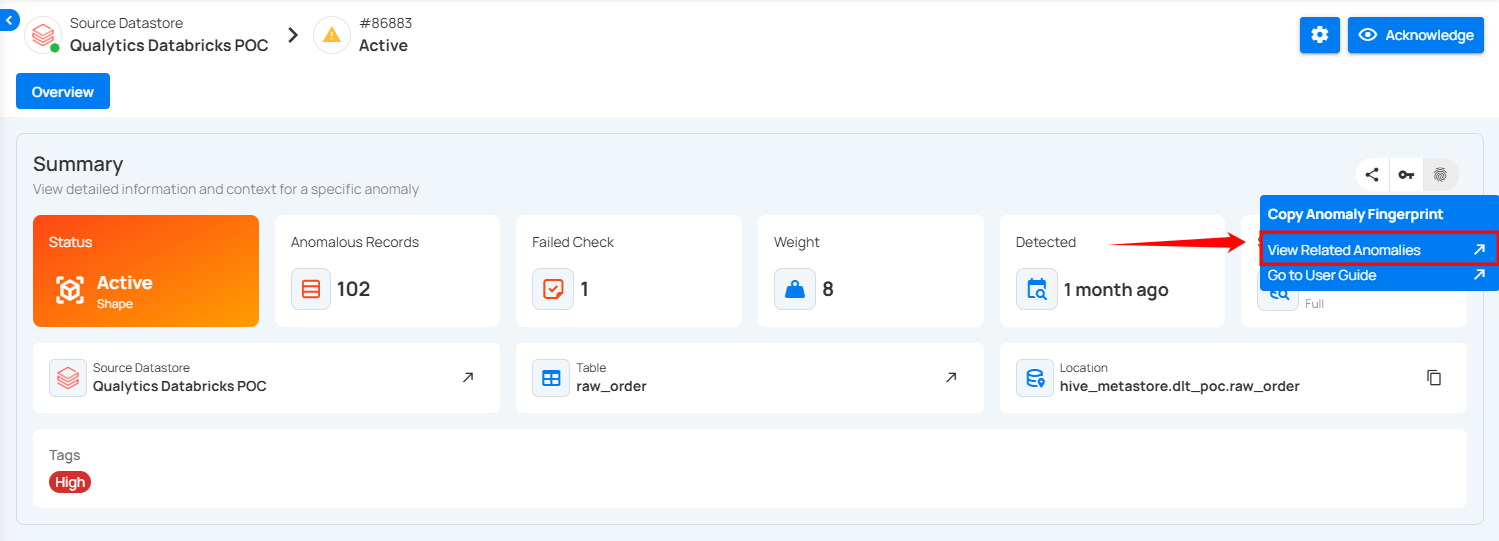 Source Datastore
Qualytics Databricks POC
#86883
Active
Acknowledge
Overview
Summary
View detailed information and context for a specific anomaly
Copy Anomaly Fingerprint
View Related Anomalies
Go to User Guide
Status
Active
Shape
Anomalous Records
102
Failed Check
1
Weight
8
Detected
1 month ago
Full
Source Datastore
Qualytics Databricks POC
Table
raw_order
Location
hive_metastore.dlt_poc.raw_order
Tags
High